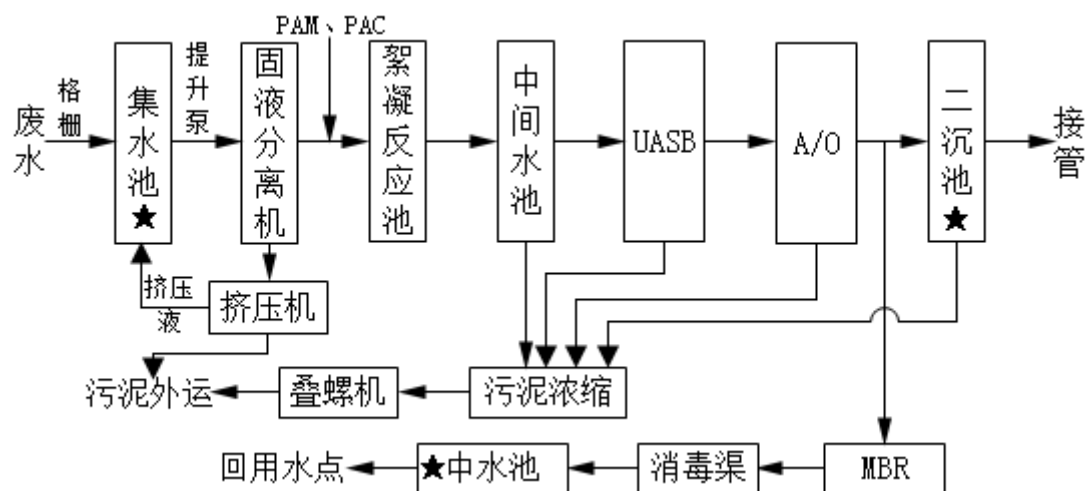 PAM、PAC
废水
格栅
集水池★
提升泵
固液分离机
絮凝反应池
中间水池
UASB
A/O
二沉池★
接管
挤压液
挤压机
污泥外运
叠螺机
污泥浓缩
回用水点
★中水池
消毒渠
MBR